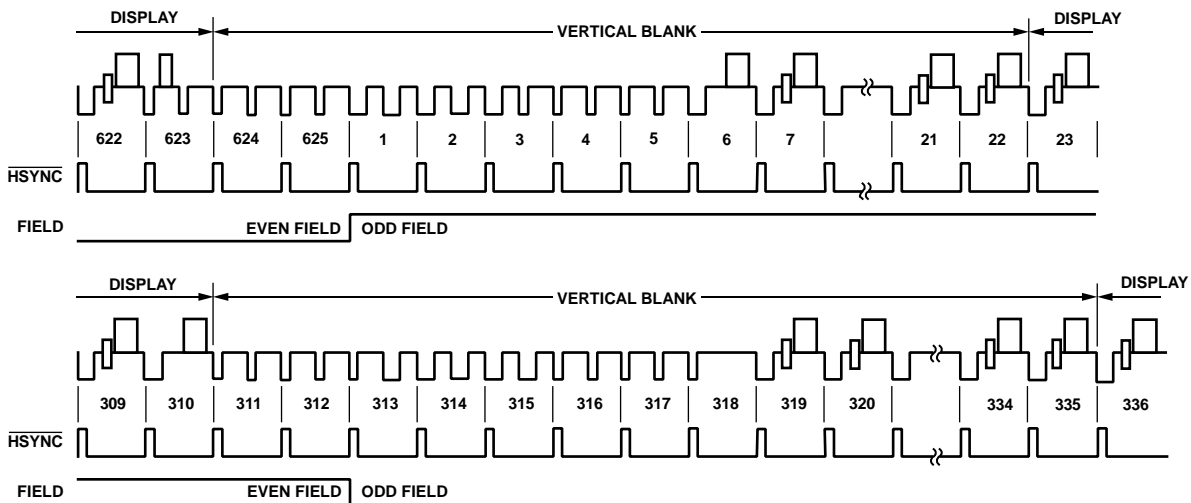 DISPLAY VERTICAL BLANK DISPLAY
622 623 624 625 1 2 3 4 5 6 7 21 22 23
HSYNC
FIELD EVEN FIELD ODD FIELD
DISPLAY VERTICAL BLANK DISPLAY
309 310 311 312 313 314 315 316 317 318 319 320 334 335 336
HSYNC
FIELD EVEN FIELD ODD FIELD